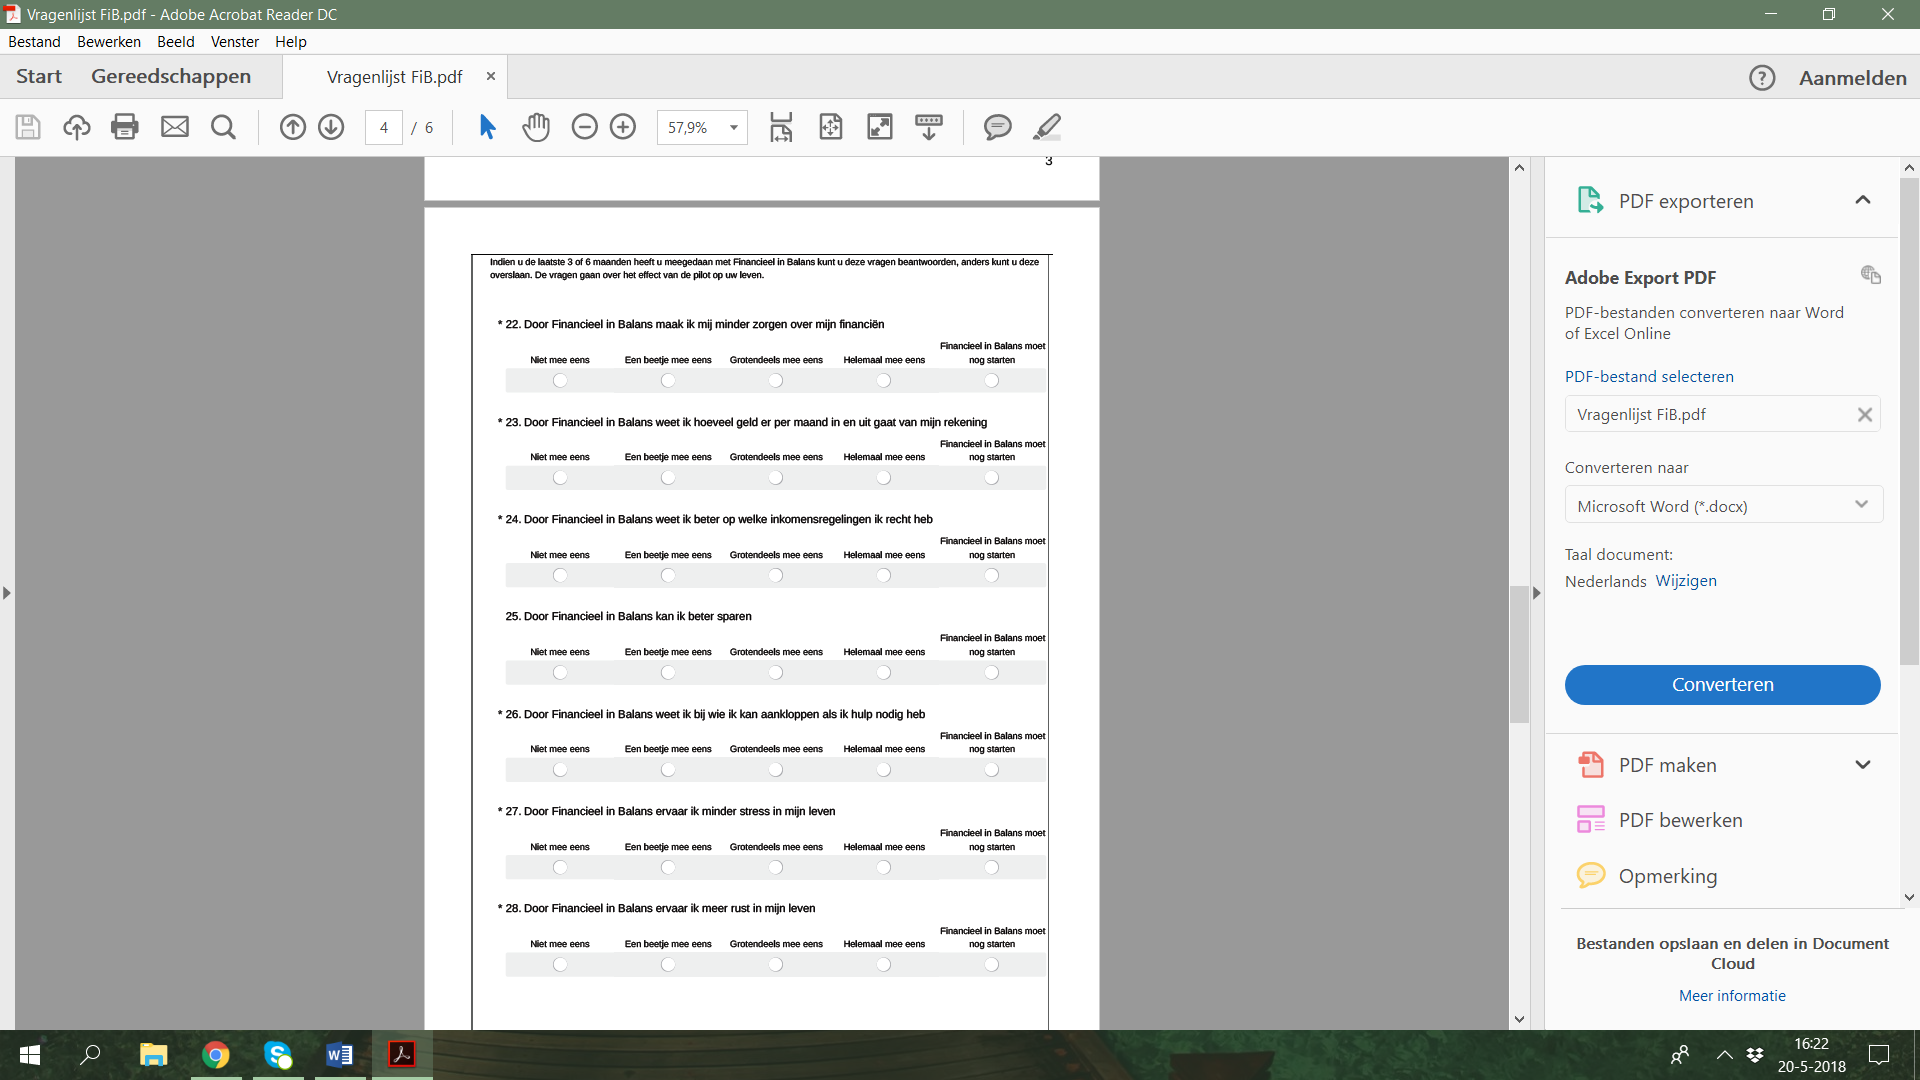 Vragenlijst FiB.pdf - Adobe Acrobat Reader DC
Bestand Bewerken Beeld Venster Help
Start Gereedschappen Vragenlijst FiB.pdf × Aanmelden
4 / 6 57,9%
3
Indien u de laatste 3 of 6 maanden heeft u meegedaan met Financieel in Balans kunt u deze vragen beantwoorden, anders kunt u deze
overslaan. De vragen gaan over het effect van de pilot op uw leven.
* 22. Door Financieel in Balans maak ik mij minder zorgen over mijn financiën
Financieel in Balans moet
Niet mee eens Een beetje mee eens Grotendeels mee eens Helemaal mee eens nog starten
* 23. Door Financieel in Balans weet ik hoeveel geld er per maand in en uit gaat van mijn rekening
Financieel in Balans moet
Niet mee eens Een beetje mee eens Grotendeels mee eens Helemaal mee eens nog starten
* 24. Door Financieel in Balans weet ik beter op welke inkomensregelingen ik recht heb
Financieel in Balans moet
Niet mee eens Een beetje mee eens Grotendeels mee eens Helemaal mee eens nog starten
25. Door Financieel in Balans kan ik beter sparen
Financieel in Balans moet
Niet mee eens Een beetje mee eens Grotendeels mee eens Helemaal mee eens nog starten
* 26. Door Financieel in Balans weet ik bij wie ik kan aankloppen als ik hulp nodig heb
Financieel in Balans moet
Niet mee eens Een beetje mee eens Grotendeels mee eens Helemaal mee eens nog starten
* 27. Door Financieel in Balans ervaar ik minder stress in mijn leven
Financieel in Balans moet
Niet mee eens Een beetje mee eens Grotendeels mee eens Helemaal mee eens nog starten
* 28. Door Financieel in Balans ervaar ik meer rust in mijn leven
Financieel in Balans moet
Niet mee eens Een beetje mee eens Grotendeels mee eens Helemaal mee eens nog starten
PDF exporteren
Adobe Export PDF
PDF-bestanden converteren naar Word
of Excel Online
PDF-bestand selecteren
Vragenlijst FiB.pdf
Converteren naar
Microsoft Word (*.docx)
Taal document:
Nederlands Wijzigen
Converteren
PDF maken
PDF bewerken
Opmerking
Bestanden opslaan en delen in Document
Cloud
Meer informatie
16:22
20-5-2018